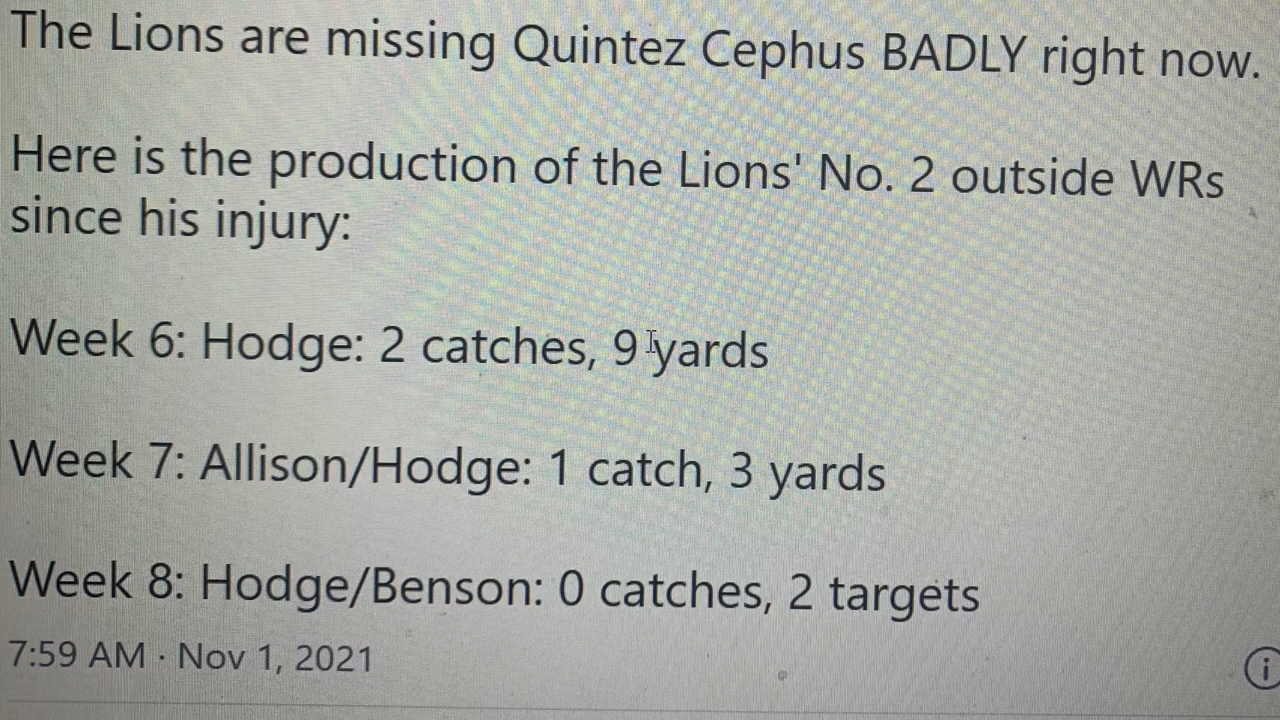 The Lions are missing Quintez Cephus BADLY right now.
Here is the production of the Lions' No. 2 outside WRs
since his injury:
Week 6: Hodge: 2 catches, 9 yards
Week 7: Allison/Hodge: 1 catch, 3 yards
Week 8: Hodge/Benson: 0 catches, 2 targets
7:59 AM · Nov 1, 2021